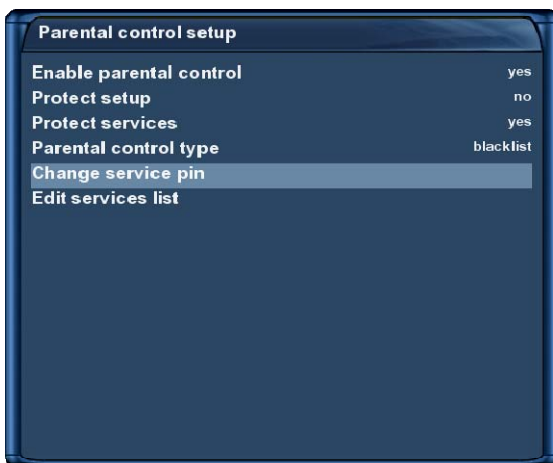 Parental control setup
Enable parental control yes
Protect setup no
Protect services yes
Parental control type blacklist
Change service pin
Edit services list